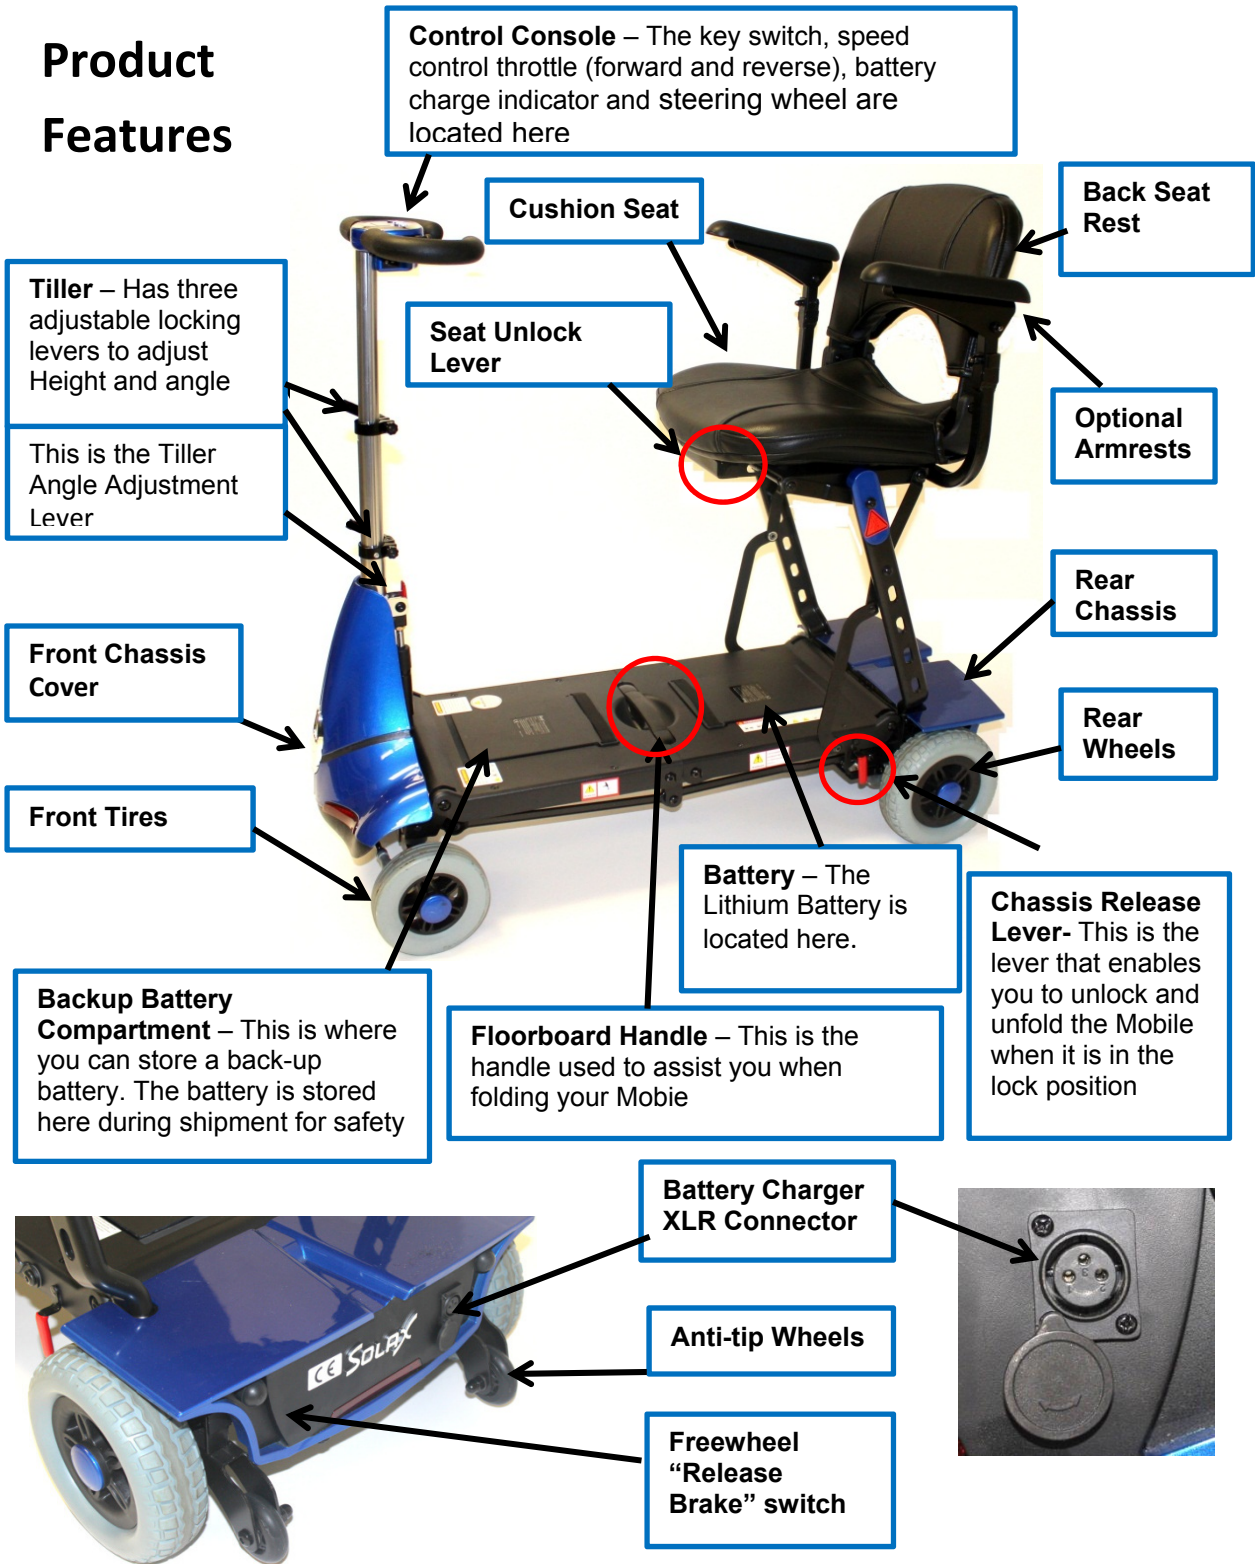 Product
Features
Control Console – The key switch, speed
control throttle (forward and reverse), battery
charge indicator and steering wheel are
located here
Cushion Seat
Back Seat
Rest
Tiller – Has three
adjustable locking
levers to adjust
Height and angle
Seat Unlock
Lever
Optional
Armrests
This is the Tiller
Angle Adjustment
Lever
Rear
Chassis
Front Chassis
Cover
Rear
Wheels
Front Tires
Battery – The
Lithium Battery is
located here.
Chassis Release
Lever- This is the
lever that enables
you to unlock and
unfold the Mobile
when it is in the
lock position
Backup Battery
Compartment – This is where
you can store a back-up
battery. The battery is stored
here during shipment for safety
Floorboard Handle – This is the
handle used to assist you when
folding your Mobie
Battery Charger
XLR Connector
CE SOLAX
Anti-tip Wheels
Freewheel
“Release
Brake” switch